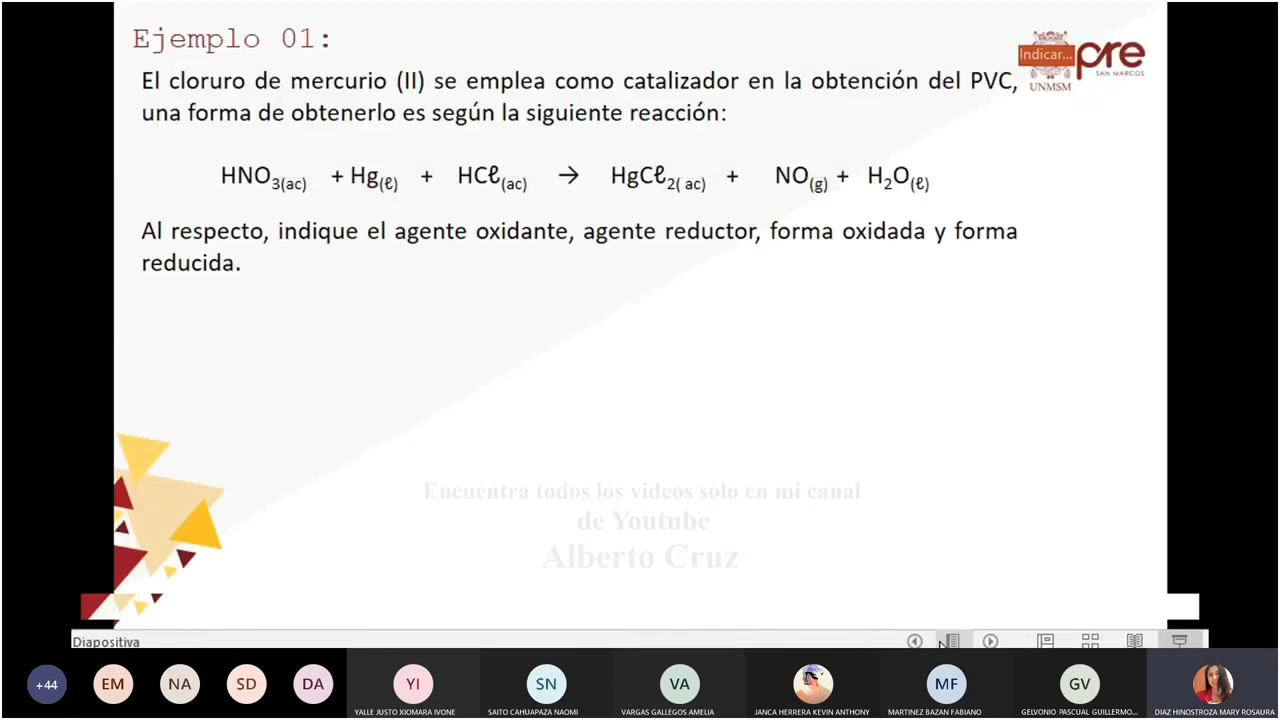 Ejemplo 01:
Indicar...
pre
SAN MARCOS
UNMSM
El cloruro de mercurio (II) se emplea como catalizador en la obtención del PVC,
una forma de obtenerlo es según la siguiente reacción:
HNO3(ac) + Hg(ℓ) + HCℓ(ac) → HgCℓ2( ac) + NO(g) + H2O(ℓ)
Al respecto, indique el agente oxidante, agente reductor, forma oxidada y forma
reducida.
Encuentra todos los videos solo en mi canal
de Youtube
Alberto Cruz
Diapositiva
+44 EM NA SD DA YI SN VA MF GV
YALLE JUSTO XIOMARA IVONE SAITO CAHUAPAZA NAOMI VARGAS GALLEGOS AMELIA JANCA HERRERA KEVIN ANTHONY MARTINEZ BAZAN FABIANO GELVONIO PASCUAL GUILLERMO... DIAZ HINOSTROZA MARY ROSAURA